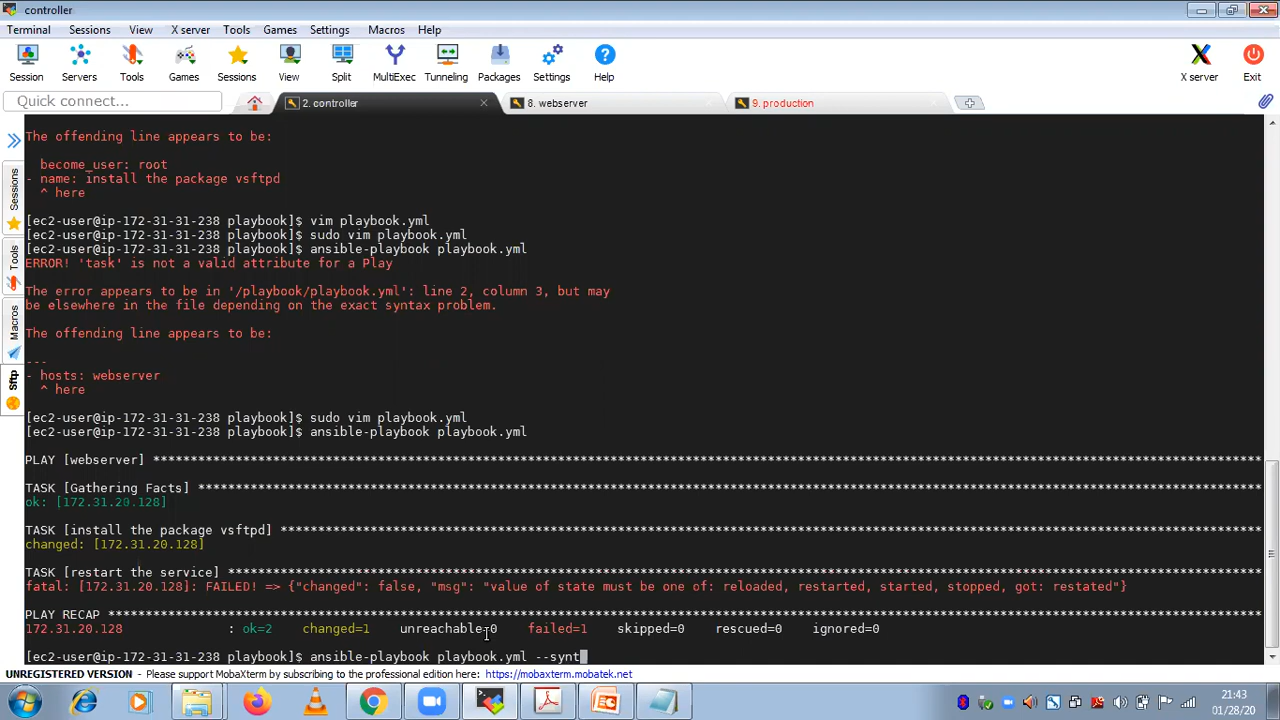 controller
Terminal Sessions View X server Tools Games Settings Macros Help
Session Servers Tools Games Sessions View Split MultiExec Tunneling Packages Settings Help X server Exit
Quick connect...
2. controller
8. webserver
9. production
Sessions
Tools
Macros
Sftp
The offending line appears to be:
become_user: root
- name: install the package vsftpd
^ here
[ec2-user@ip-172-31-31-238 playbook]$ vim playbook.yml
[ec2-user@ip-172-31-31-238 playbook]$ sudo vim playbook.yml
[ec2-user@ip-172-31-31-238 playbook]$ ansible-playbook playbook.yml
ERROR! 'task' is not a valid attribute for a Play
The error appears to be in '/playbook/playbook.yml': line 2, column 3, but may
be elsewhere in the file depending on the exact syntax problem.
The offending line appears to be:
---
- hosts: webserver
^ here
[ec2-user@ip-172-31-31-238 playbook]$ sudo vim playbook.yml
[ec2-user@ip-172-31-31-238 playbook]$ ansible-playbook playbook.yml
PLAY [webserver] ****************************************************************************************************************************************************
TASK [Gathering Facts] **********************************************************************************************************************************************
ok: [172.31.20.128]
TASK [install the package vsftpd] ***********************************************************************************************************************************
changed: [172.31.20.128]
TASK [restart the service] ******************************************************************************************************************************************
fatal: [172.31.20.128]: FAILED! => {"changed": false, "msg": "value of state must be one of: reloaded, restarted, started, stopped, got: restated"}
PLAY RECAP **********************************************************************************************************************************************************
172.31.20.128 : ok=2 changed=1 unreachable=0 failed=1 skipped=0 rescued=0 ignored=0
[ec2-user@ip-172-31-31-238 playbook]$ ansible-playbook playbook.yml --synt
UNREGISTERED VERSION - Please support MobaXterm by subscribing to the professional edition here: https://mobaxterm.mobatek.net
21:43
01/28/20